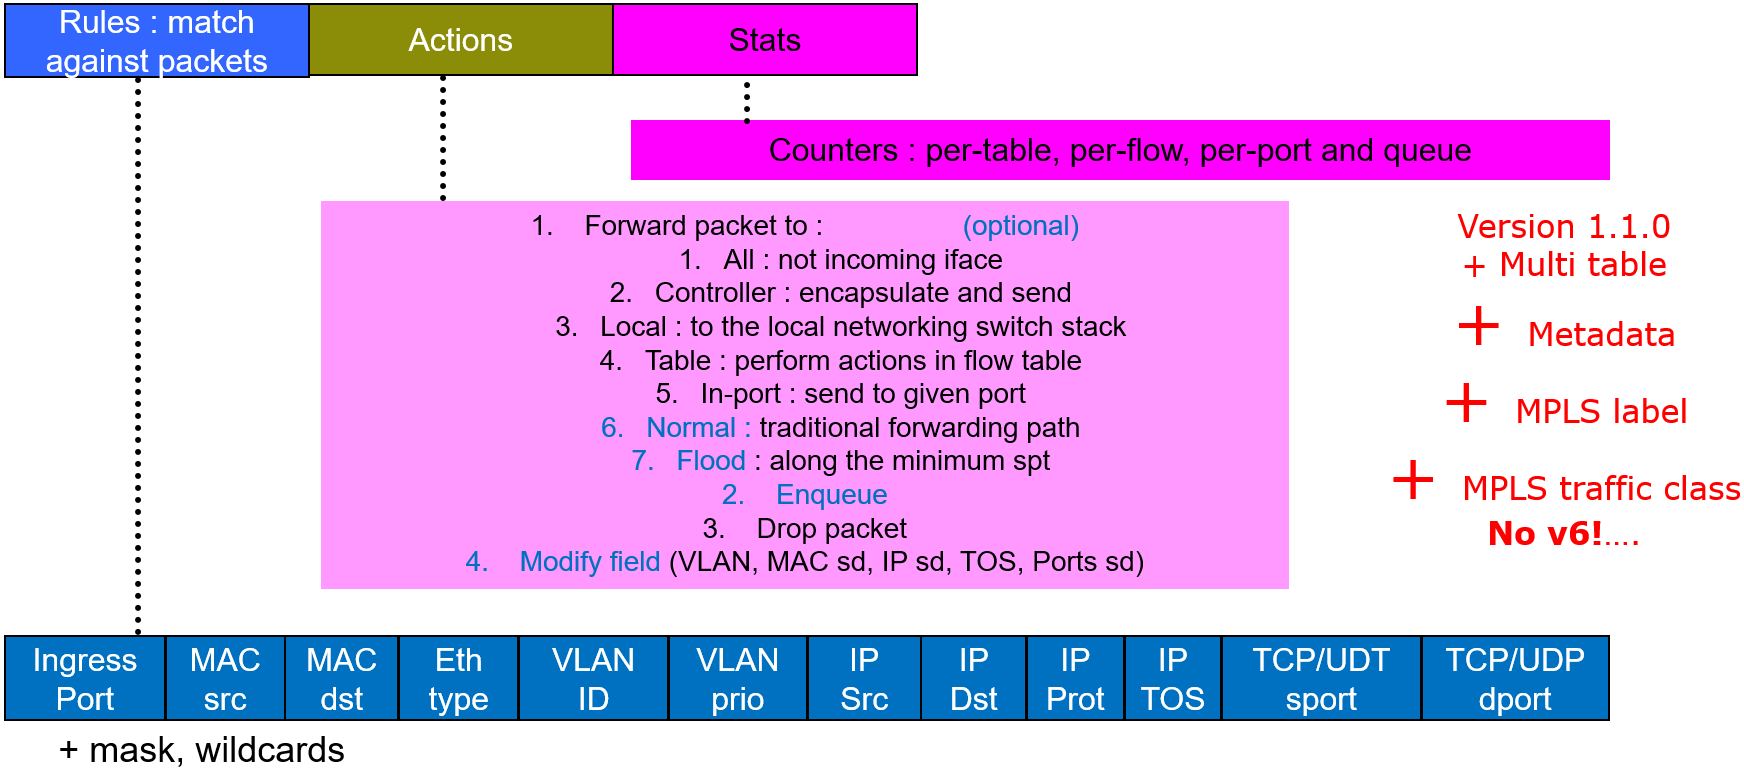 Rules : match
against packets
Actions
Stats
Counters : per-table, per-flow, per-port and queue
1. Forward packet to : (optional)
1. All : not incoming iface
2. Controller : encapsulate and send
3. Local : to the local networking switch stack
4. Table : perform actions in flow table
5. In-port : send to given port
6. Normal : traditional forwarding path
7. Flood : along the minimum spt
2. Enqueue
3. Drop packet
4. Modify field (VLAN, MAC sd, IP sd, TOS, Ports sd)
Version 1.1.0
+ Multi table
+ Metadata
+ MPLS label
+ MPLS traffic class
No v6!....
Ingress
Port
MAC
src
MAC
dst
Eth
type
VLAN
ID
VLAN
prio
IP
Src
IP
Dst
IP
Prot
IP
TOS
TCP/UDT
sport
TCP/UDP
dport
+ mask, wildcards